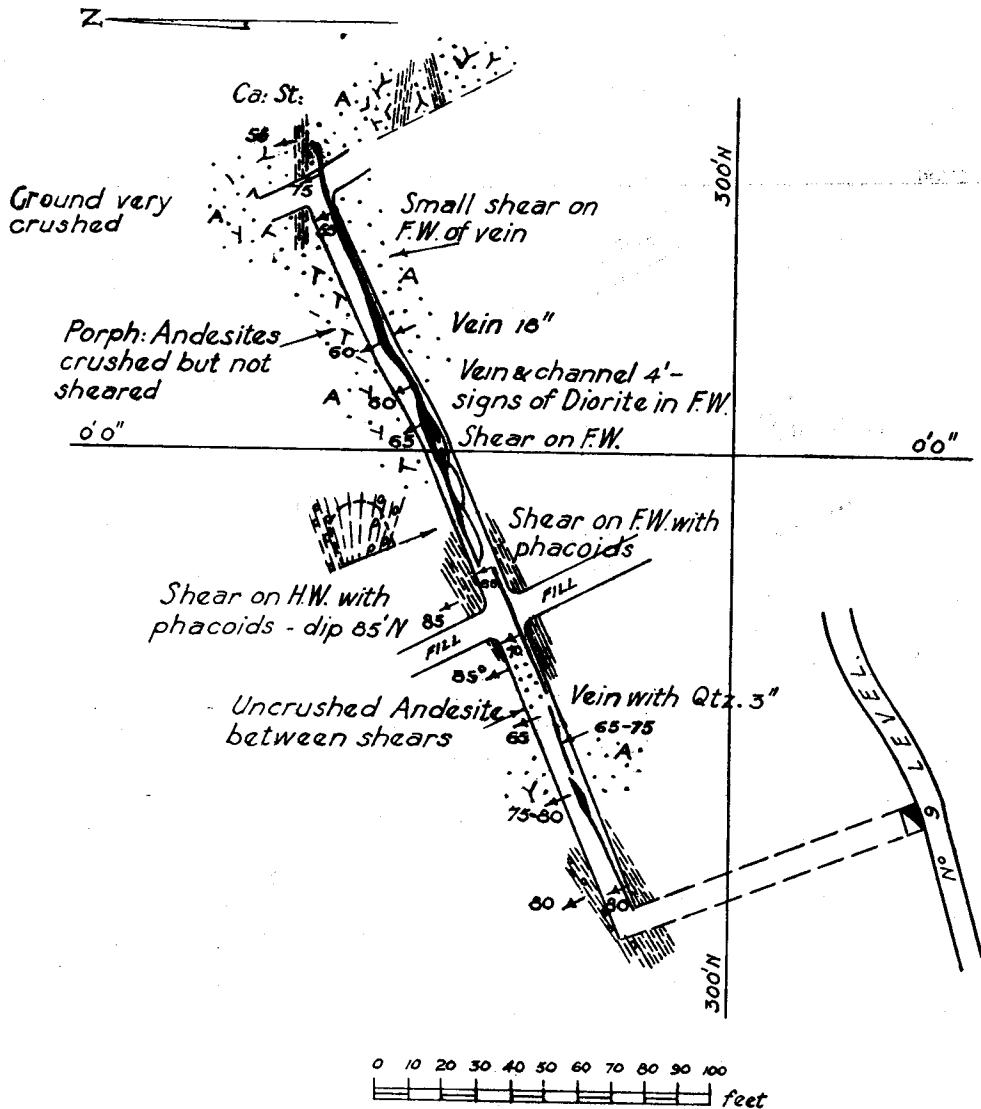 N
Ca: St:
A
A
58
300'N
75
Ground very
crushed
A
65
Small shear on
F.W. of vein
A
Porph: Andesites
crushed but not
sheared
60
Vein 18"
Vein & channel 4'-
signs of Diorite in F.W.
A
60
65
Shear on F.W.
0'0"
0'0"
Shear on F.W. with
phacoids
Shear on H.W. with
phacoids - dip 85'N
85
FILL
FILL
70
85°
Vein with Qtz. 3"
Uncrushed Andesite
between shears
65
65-75
A
75-80
80
80
300'N
Nº 9 LEVEL.
0 10 20 30 40 50 60 70 80 90 100
feet